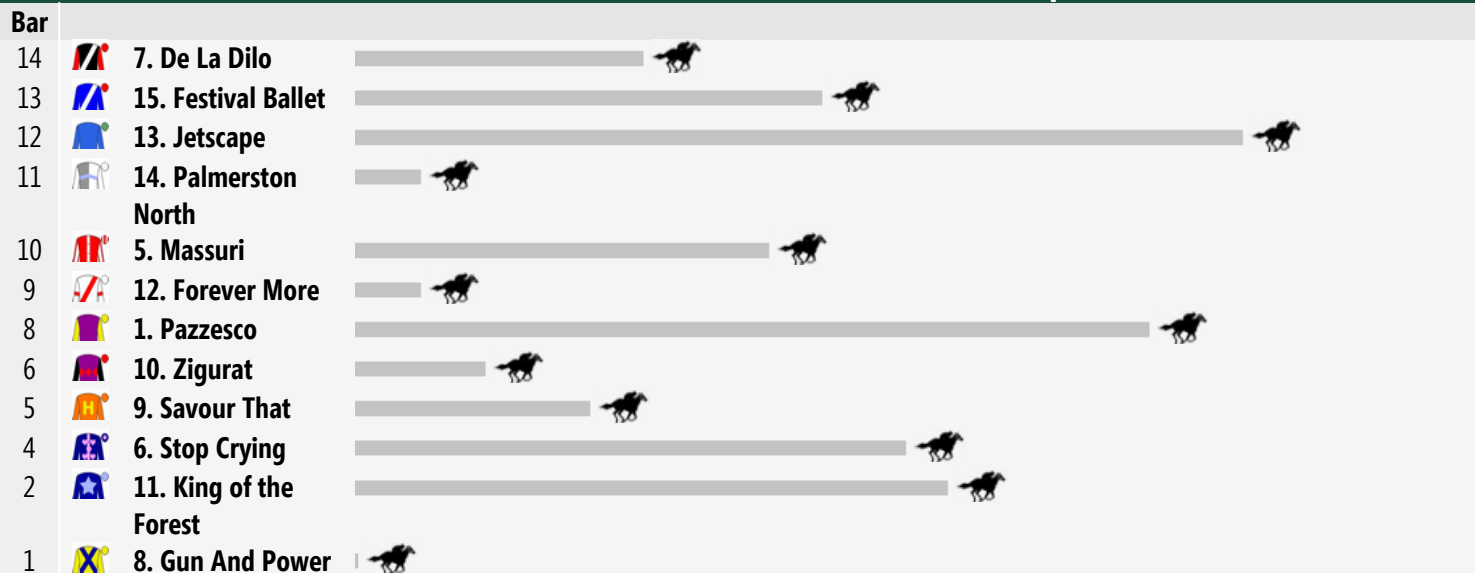 Bar
14 7. De La Dilo
13 15. Festival Ballet
12 13. Jetscape
11 14. Palmerston
North
10 5. Massuri
9 12. Forever More
8 1. Pazzesco
6 10. Zigurat
5 H 9. Savour That
4 6. Stop Crying
2 11. King of the
Forest
1 8. Gun And Power